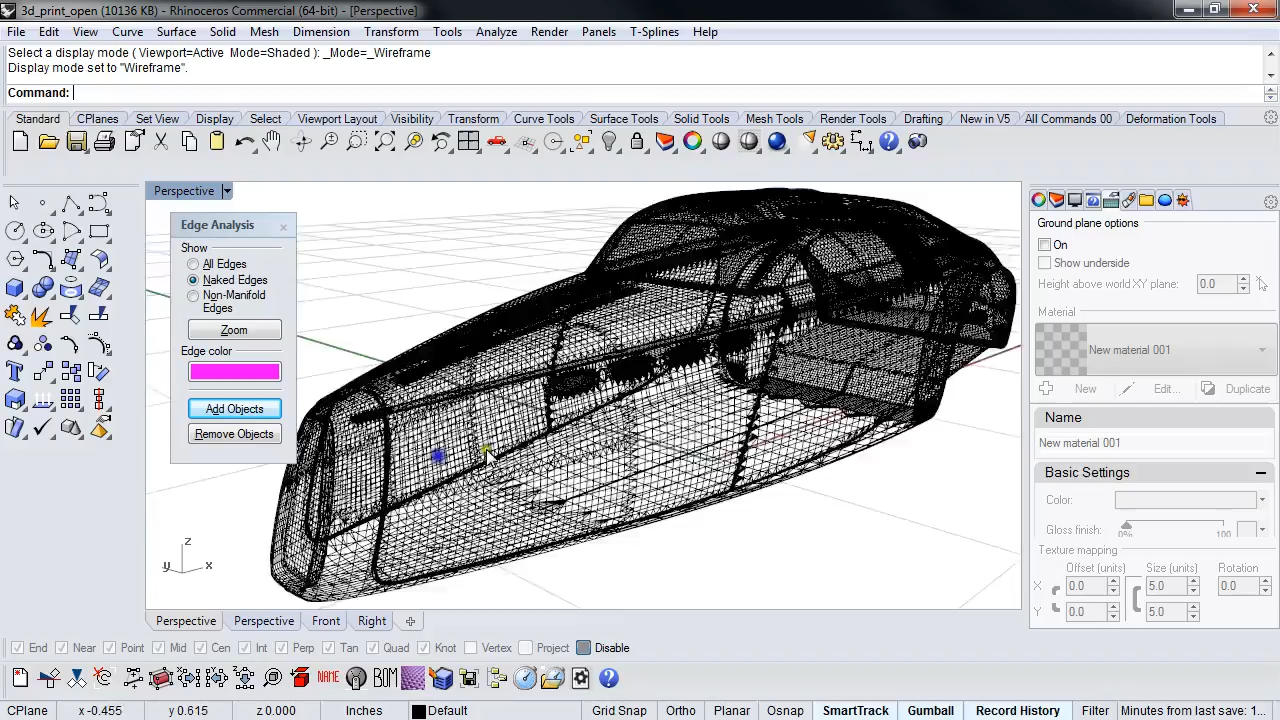 3d_print_open (10136 KB) - Rhinoceros Commercial (64-bit) - [Perspective]
File Edit View Curve Surface Solid Mesh Dimension Transform Tools Analyze Render Panels T-Splines Help
Select a display mode ( Viewport=Active Mode=Shaded ): _Mode=_Wireframe
Display mode set to "Wireframe".
Command:
Standard CPlanes Set View Display Select Viewport Layout Visibility Transform Curve Tools Surface Tools Solid Tools Mesh Tools Render Tools Drafting New in V5 All Commands 00 Deformation Tools
Perspective
Edge Analysis
Show
All Edges
Naked Edges
Non-Manifold
Edges
Zoom
Edge color
Add Objects
Remove Objects
z
y x
Ground plane options
On
Show underside
Height above world XY plane: 0.0
Material
New material 001
New Edit... Duplicate
Name
New material 001
Basic Settings
Color:
Gloss finish: 0% 100
Texture mapping
Offset (units) Size (units) Rotation
X 0.0 5.0 0.0
Y 0.0 5.0
Perspective Perspective Front Right
End Near Point Mid Cen Int Perp Tan Quad Knot Vertex Project Disable
NAME BOM
CPlane x -0.455 y 0.615 z 0.000 Inches Default Grid Snap Ortho Planar Osnap SmartTrack Gumball Record History Filter Minutes from last save: 1...